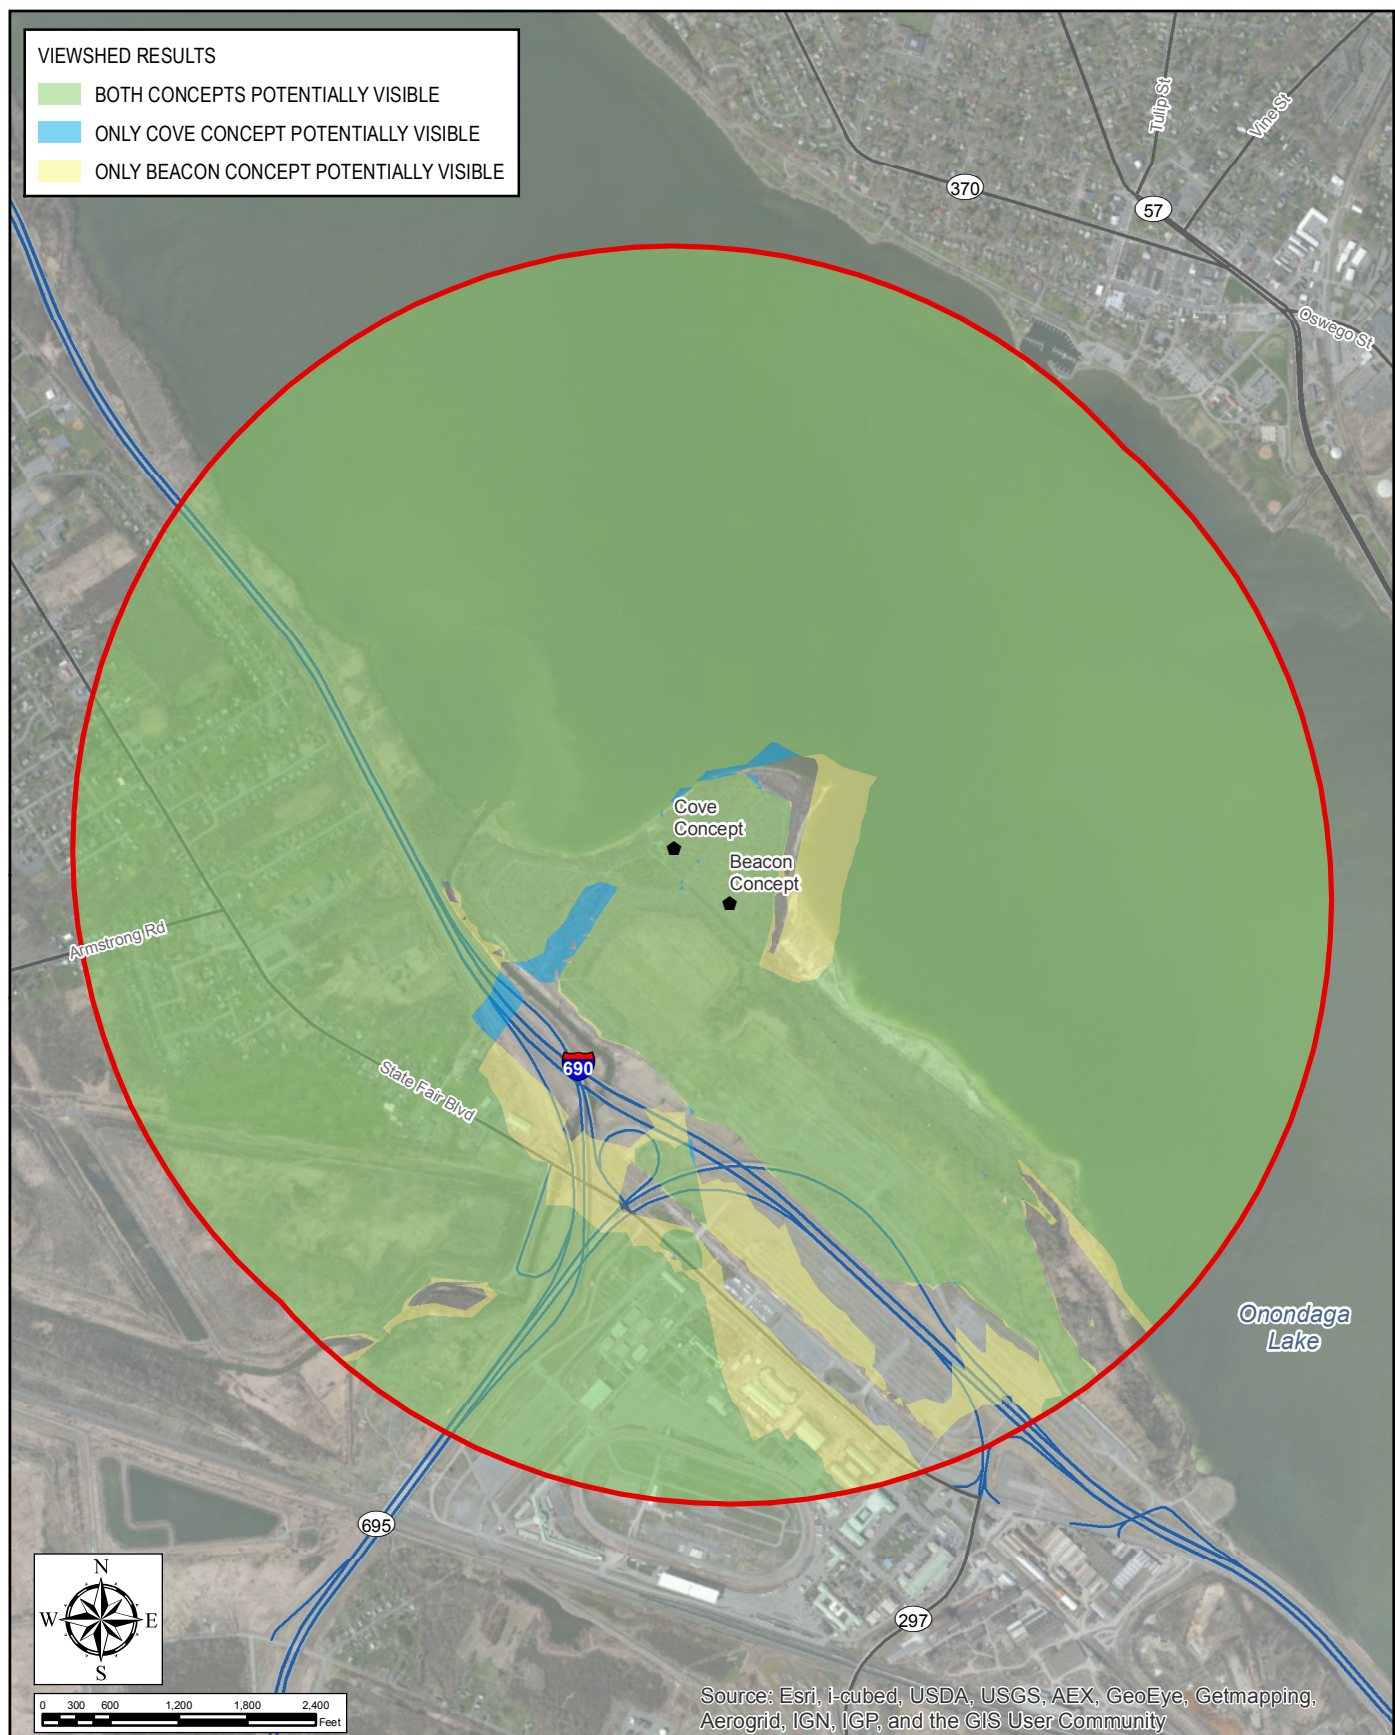 VIEWSHED RESULTS
BOTH CONCEPTS POTENTIALLY VISIBLE
ONLY COVE CONCEPT POTENTIALLY VISIBLE
ONLY BEACON CONCEPT POTENTIALLY VISIBLE
Tulip St
Vine St
370
57
Oswego St
Cove
Concept
Beacon
Concept
Armstrong Rd
State Fair Blvd
690
Onondaga
Lake
695
297
N
W E
S
0 300 600 1,200 1,800 2,400
Feet
Source: Esri, i-cubed, USDA, USGS, AEX, GeoEye, Getmapping,
Aerogrid, IGN, IGP, and the GIS User Community